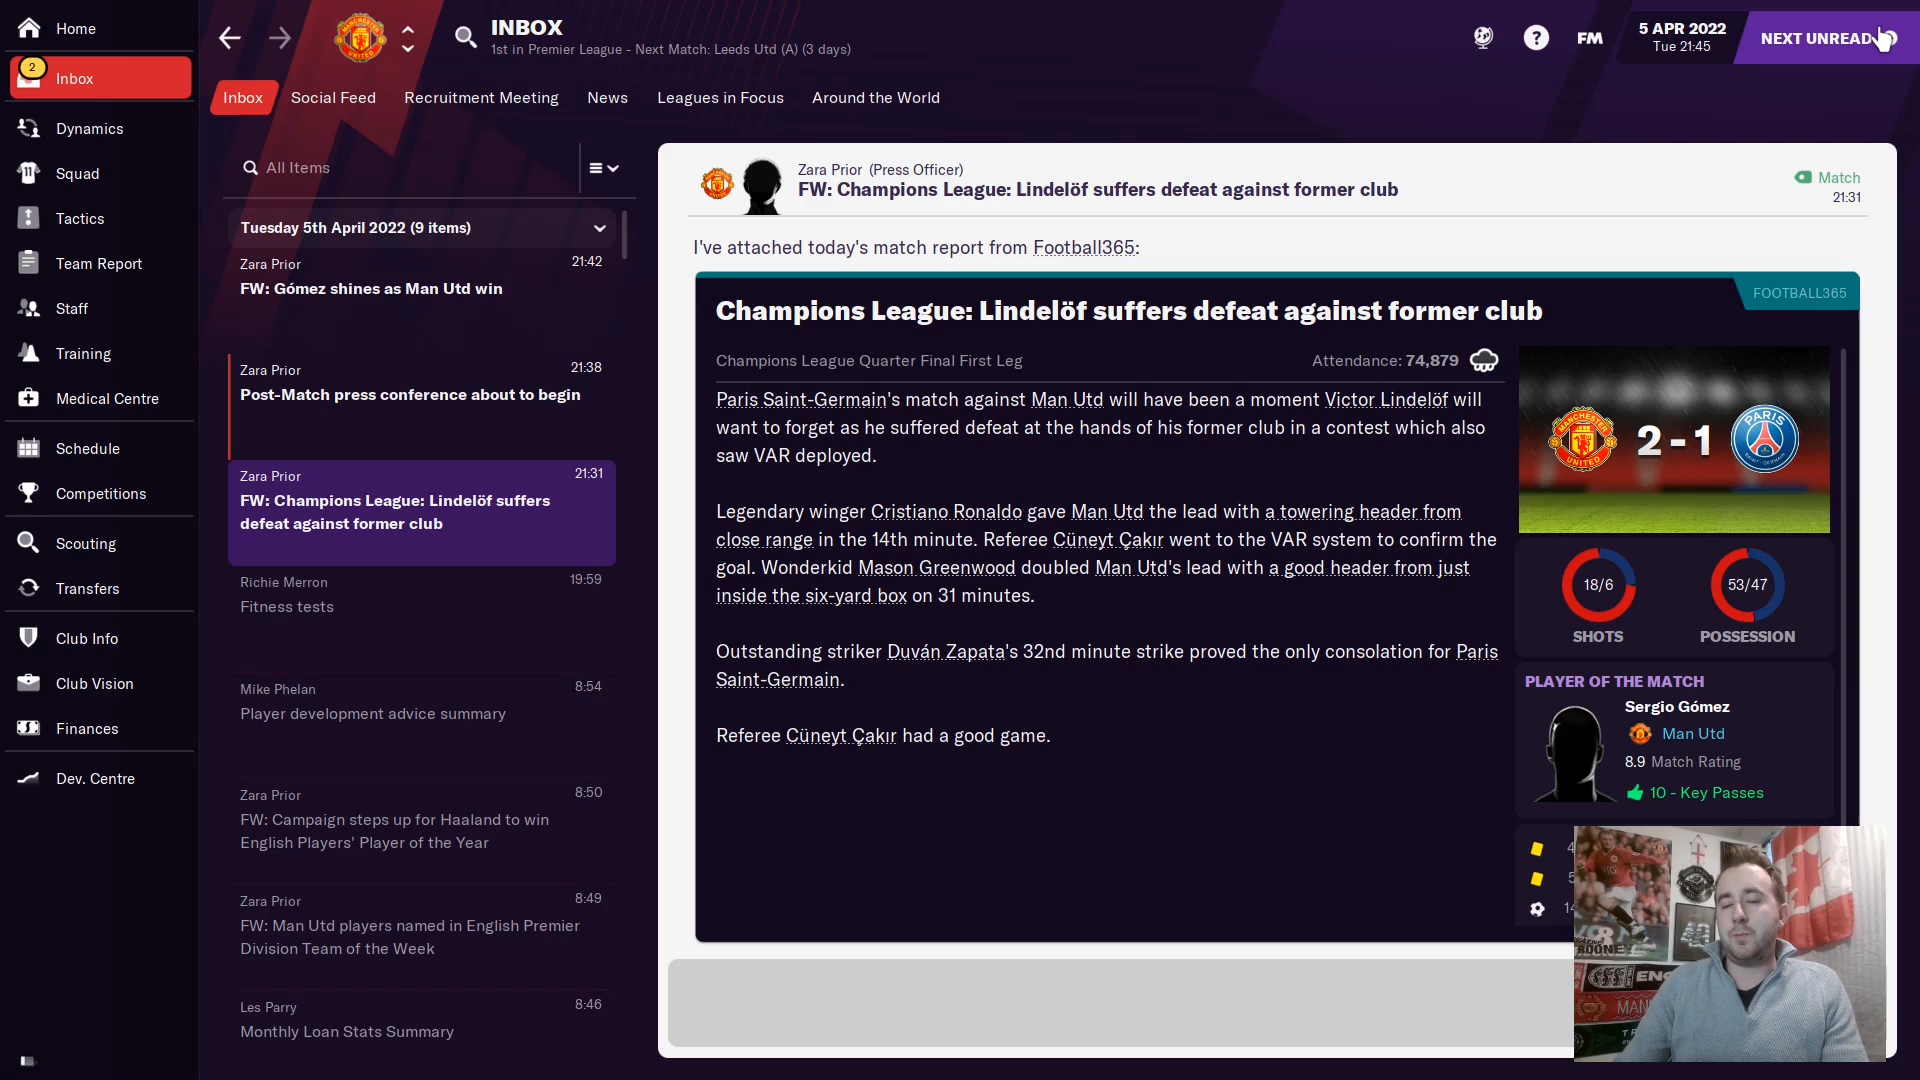 Home
2
Inbox
Dynamics
Squad
Tactics
Team Report
Staff
Training
Medical Centre
Schedule
Competitions
Scouting
Transfers
Club Info
Club Vision
Finances
Dev. Centre
INBOX
1st in Premier League - Next Match: Leeds Utd (A) (3 days)
FM
5 APR 2022
Tue 21:45
NEXT UNREAD
Inbox
Social Feed
Recruitment Meeting
News
Leagues in Focus
Around the World
All Items
Tuesday 5th April 2022 (9 items)
Zara Prior 21:42
FW: Gómez shines as Man Utd win
Zara Prior 21:38
Post-Match press conference about to begin
Zara Prior 21:31
FW: Champions League: Lindelöf suffers
defeat against former club
Richie Merron 19:59
Fitness tests
Mike Phelan 8:54
Player development advice summary
Zara Prior 8:50
FW: Campaign steps up for Haaland to win
English Players' Player of the Year
Zara Prior 8:49
FW: Man Utd players named in English Premier
Division Team of the Week
Les Parry 8:46
Monthly Loan Stats Summary
Zara Prior (Press Officer)
FW: Champions League: Lindelöf suffers defeat against former club
Match
21:31
I've attached today's match report from Football365:
FOOTBALL365
Champions League: Lindelöf suffers defeat against former club
Champions League Quarter Final First Leg
Attendance: 74,879
Paris Saint-Germain's match against Man Utd will have been a moment Victor Lindelöf will
want to forget as he suffered defeat at the hands of his former club in a contest which also
saw VAR deployed.
Legendary winger Cristiano Ronaldo gave Man Utd the lead with a towering header from
close range in the 14th minute. Referee Cüneyt Çakır went to the VAR system to confirm the
goal. Wonderkid Mason Greenwood doubled Man Utd's lead with a good header from just
inside the six-yard box on 31 minutes.
Outstanding striker Duván Zapata's 32nd minute strike proved the only consolation for Paris
Saint-Germain.
Referee Cüneyt Çakır had a good game.
MANCHESTER
UNITED
2 - 1
PARIS
18/6
SHOTS
53/47
POSSESSION
PLAYER OF THE MATCH
Sergio Gómez
Man Utd
8.9 Match Rating
10 - Key Passes
ROONEY
ENG
MAN